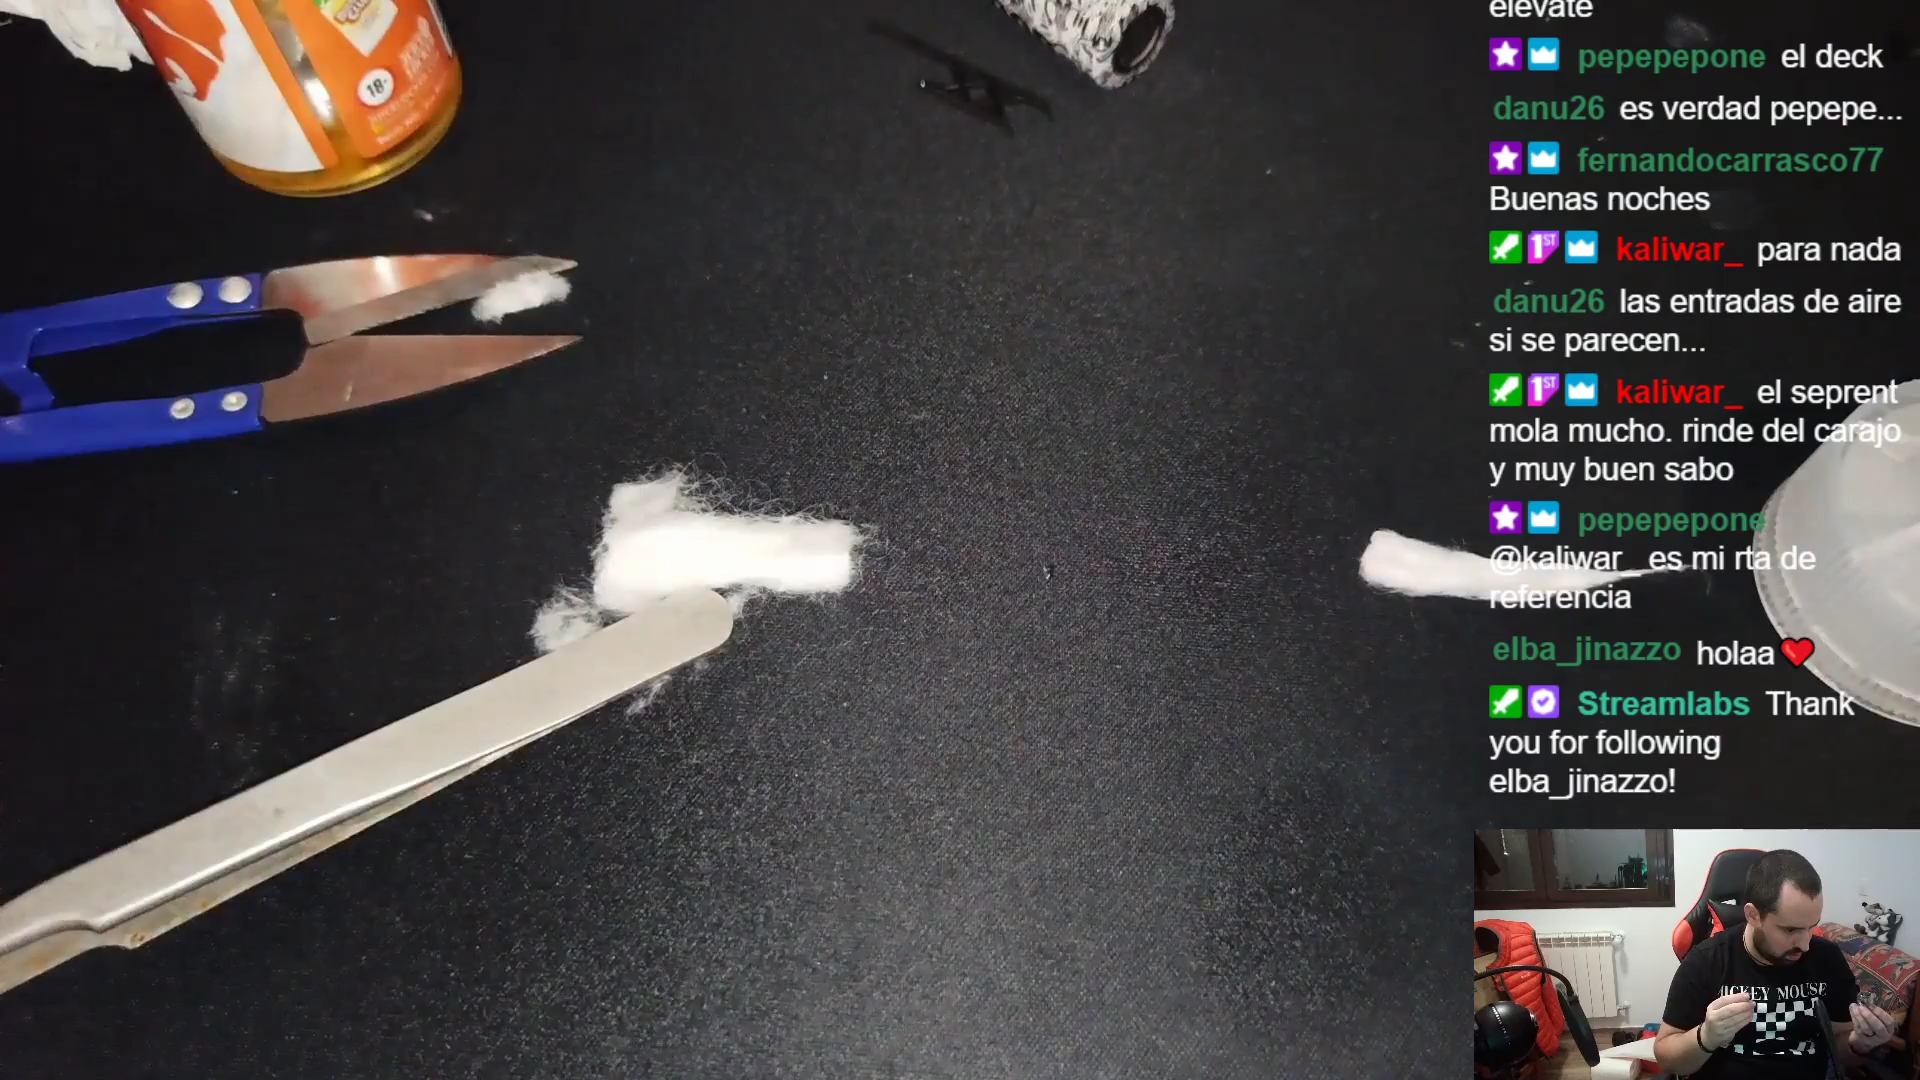 elevate
pepepepone el deck
danu26 es verdad pepepe...
fernandocarrasco77
Buenas noches
1ST kaliwar_ para nada
danu26 las entradas de aire
si se parecen...
1ST kaliwar_ el seprent
mola mucho. rinde del carajo
y muy buen sabo
pepepepone
@kaliwar_ es mi rta de
referencia
elba_jinazzo holaa
Streamlabs Thank
you for following
elba_jinazzo!
18+
MICKEY MOUSE